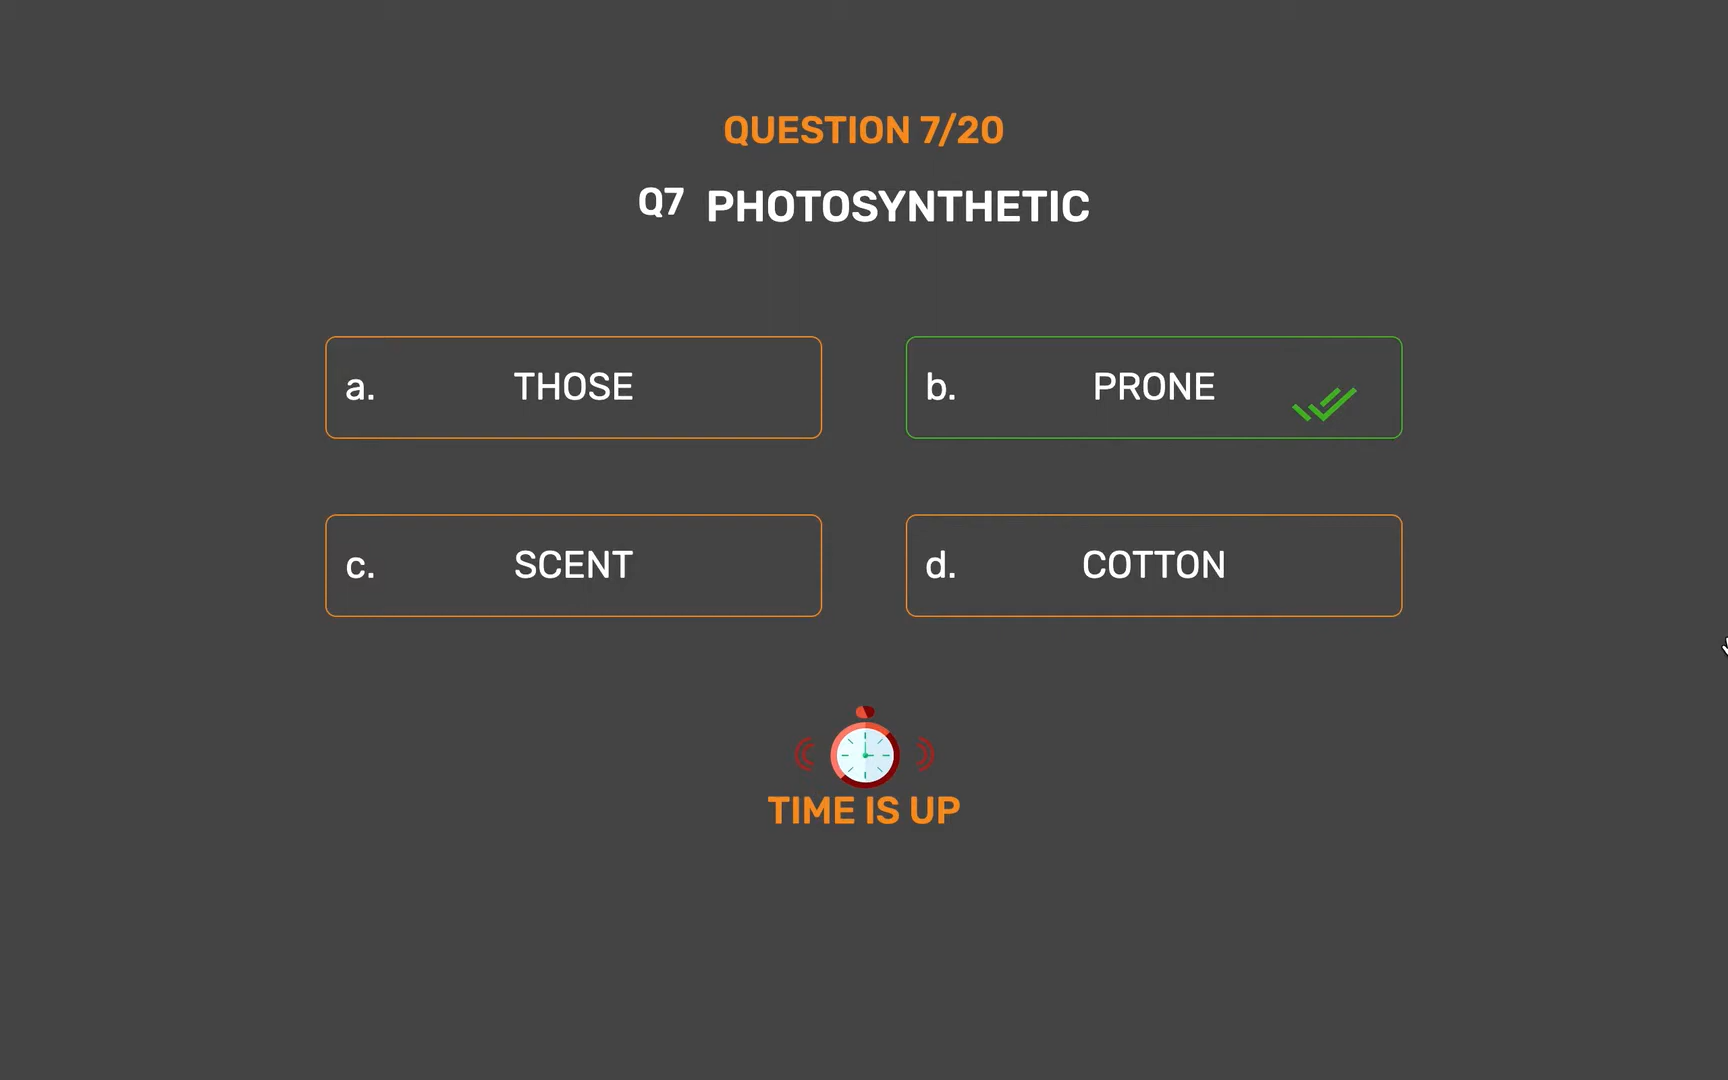 QUESTION 7/20
Q7 PHOTOSYNTHETIC
a. THOSE
b. PRONE
c. SCENT
d. COTTON
TIME IS UP